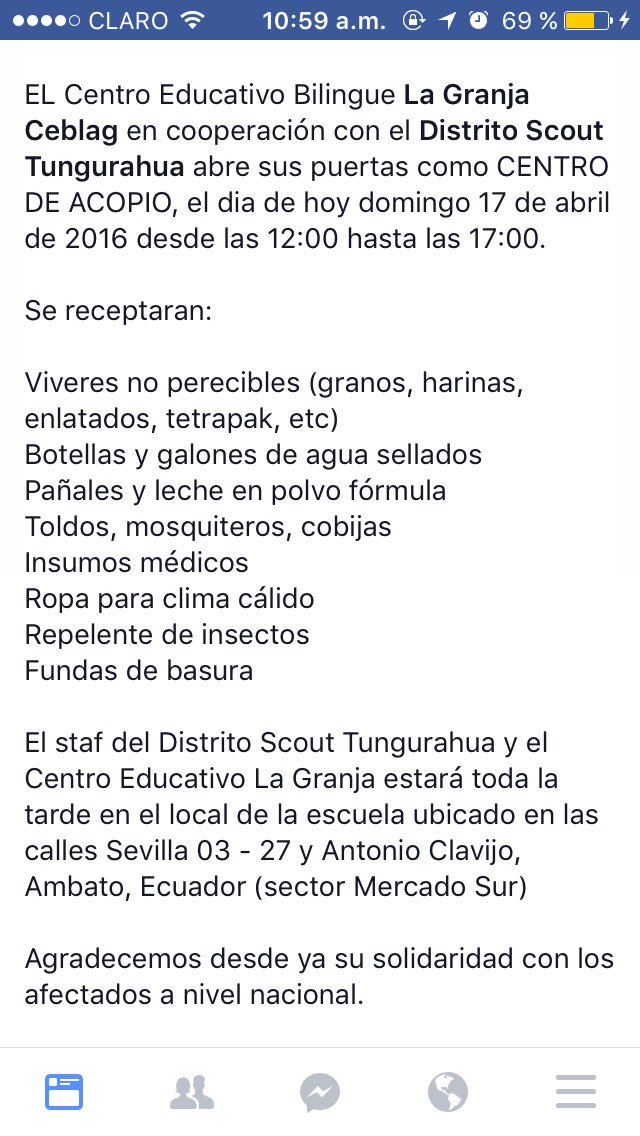 CLARO 10:59 a.m. 69 %
EL Centro Educativo Bilingue La Granja
Ceblag en cooperación con el Distrito Scout
Tungurahua abre sus puertas como CENTRO
DE ACOPIO, el dia de hoy domingo 17 de abril
de 2016 desde las 12:00 hasta las 17:00.
Se receptaran:
Viveres no perecibles (granos, harinas,
enlatados, tetrapak, etc)
Botellas y galones de agua sellados
Pañales y leche en polvo fórmula
Toldos, mosquiteros, cobijas
Insumos médicos
Ropa para clima cálido
Repelente de insectos
Fundas de basura
El staf del Distrito Scout Tungurahua y el
Centro Educativo La Granja estará toda la
tarde en el local de la escuela ubicado en las
calles Sevilla 03 - 27 y Antonio Clavijo,
Ambato, Ecuador (sector Mercado Sur)
Agradecemos desde ya su solidaridad con los
afectados a nivel nacional.